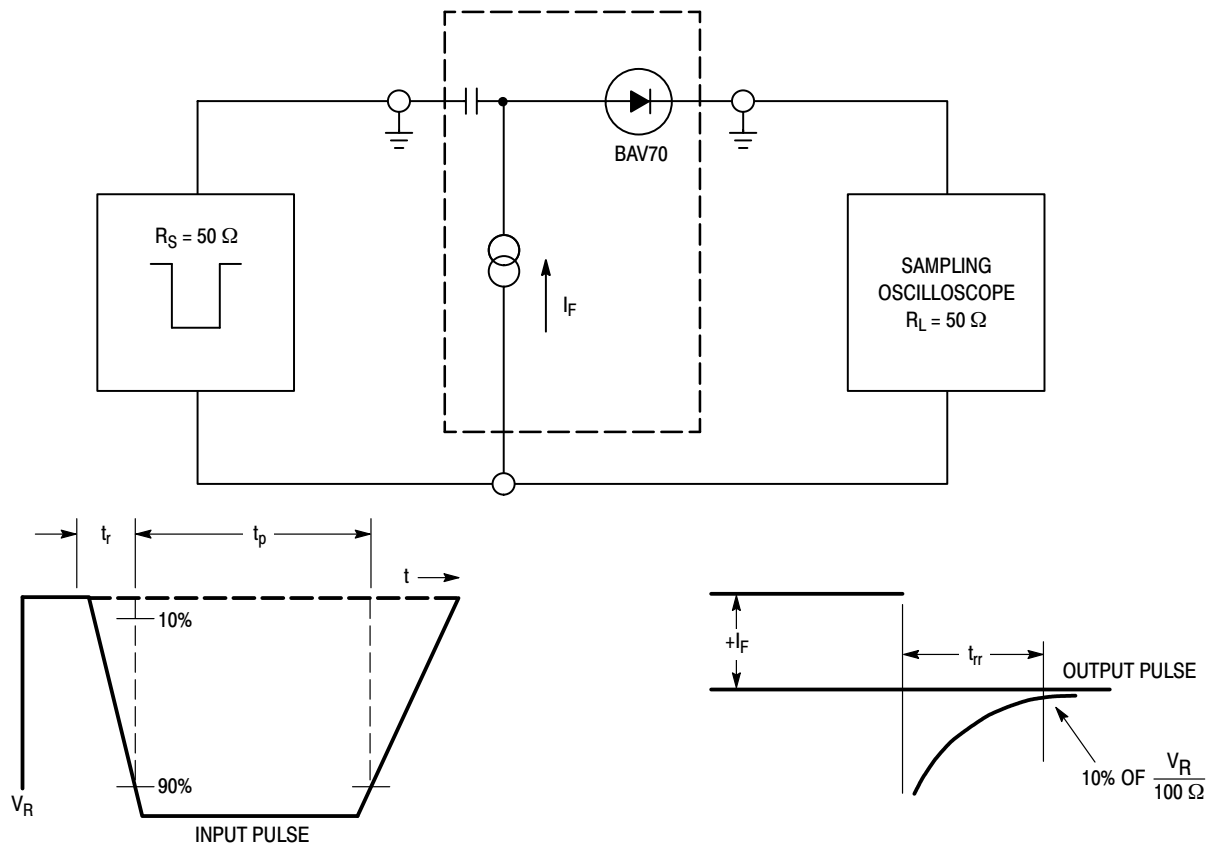 BAV70
R_S = 50 Ω
I_F
SAMPLING
OSCILLOSCOPE
R_L = 50 Ω
t_r
t_p
t
10%
90%
V_R
INPUT PULSE
+I_F
t_rr
OUTPUT PULSE
10% OF V_R
100 Ω